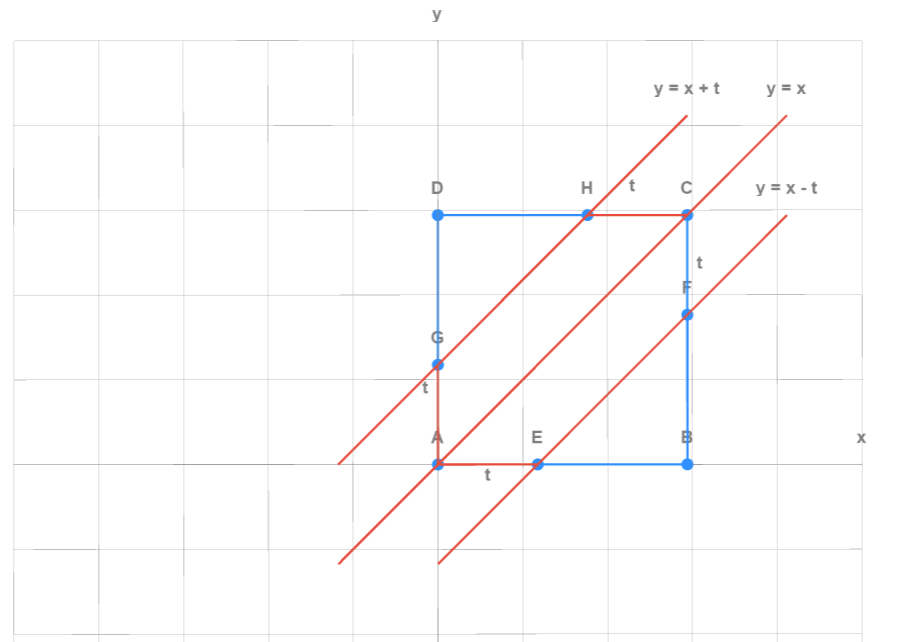 y
y = x + t y = x
D H t C y = x - t
t
F
G
t
A E B x
t